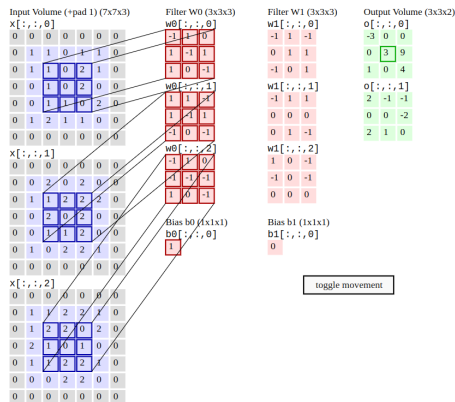 Input Volume (+pad 1) (7x7x3)
x[:,:,0]
0 0 0 0 0 0 0
0 1 1 0 1 1 0
0 1 1 0 2 1 0
0 0 1 0 2 0 0
0 0 1 1 0 2 0
0 1 2 1 1 0 0
0 0 0 0 0 0 0
x[:,:,1]
0 0 0 0 0 0 0
0 0 2 0 2 0 0
0 1 1 2 2 2 0
0 0 2 0 2 0 0
0 0 1 1 2 0 0
0 1 0 2 2 1 0
0 0 0 0 0 0 0
x[:,:,2]
0 0 0 0 0 0 0
0 1 1 2 2 1 0
0 1 2 2 0 2 0
0 2 1 0 1 0 0
0 1 1 2 2 1 0
0 0 0 2 2 0 0
0 0 0 0 0 0 0
Filter W0 (3x3x3)
w0[:,:,0]
-1 1 0
1 -1 1
1 0 -1
w0[:,:,1]
1 1 -1
1 -1 1
-1 0 0
w0[:,:,2]
-1 1 0
-1 -1 -1
1 0 -1
Bias b0 (1x1x1)
b0[:,:,0]
1
Filter W1 (3x3x3)
w1[:,:,0]
-1 1 -1
0 1 1
-1 0 1
w1[:,:,1]
-1 1 1
0 0 0
0 1 -1
w1[:,:,2]
1 0 -1
-1 0 0
0 0 0
Bias b1 (1x1x1)
b1[:,:,0]
0
Output Volume (3x3x2)
o[:,:,0]
-3 0 0
0 3 9
1 0 4
o[:,:,1]
2 -1 -1
0 0 -2
2 1 0
toggle movement